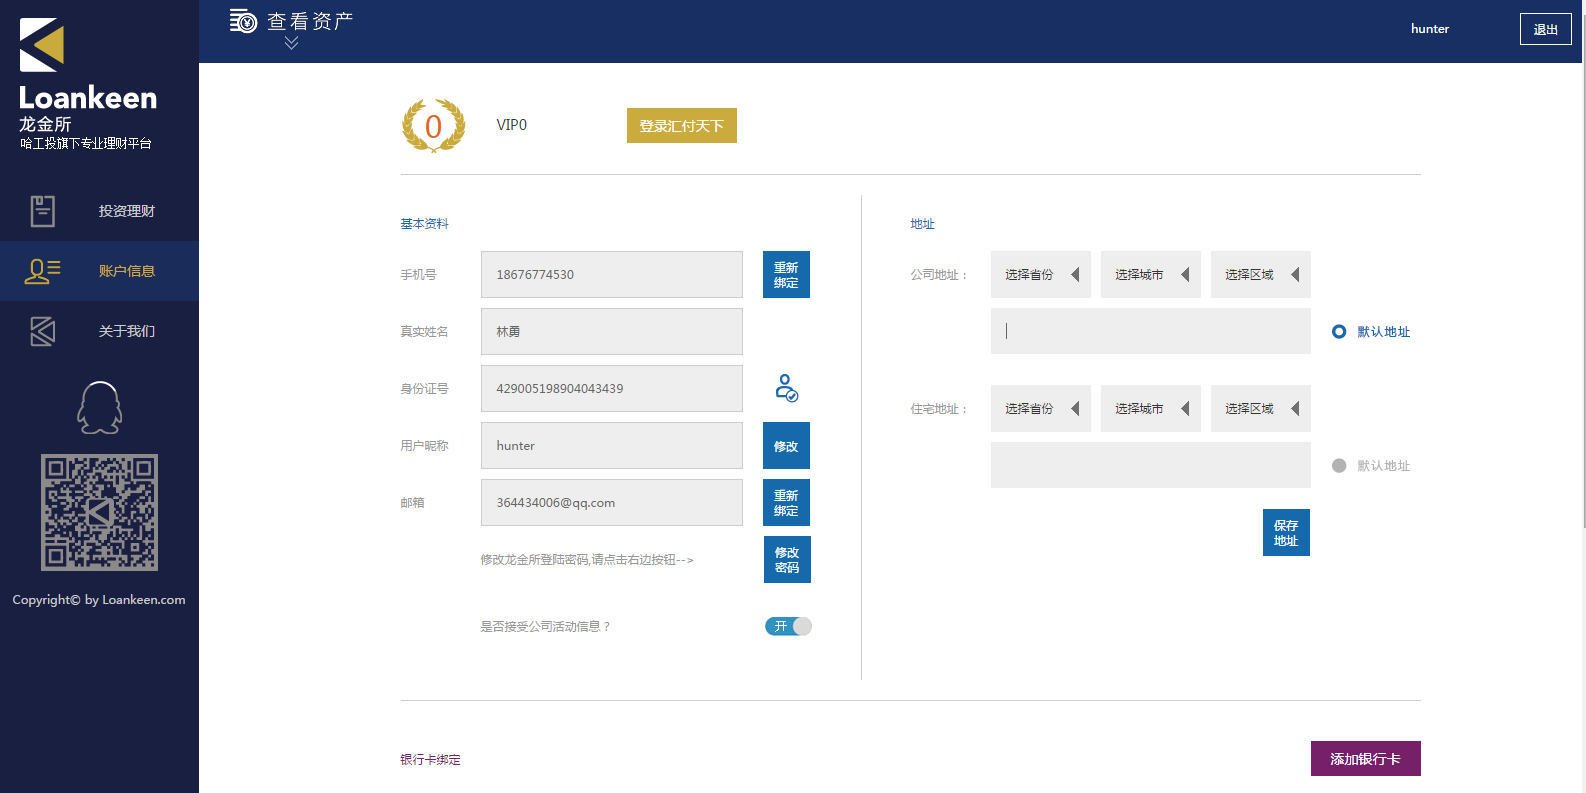 Loankeen
龙金所
哈工投旗下专业理财平台
投资理财
账户信息
关于我们
Copyright© by Loankeen.com
查看资产
hunter
退出
0
VIP0
登录汇付天下
基本资料
手机号
18676774530
重新
绑定
真实姓名
林勇
身份证号
429005198904043439
用户昵称
hunter
修改
邮箱
364434006@qq.com
重新
绑定
修改龙金所登陆密码,请点击右边按钮-->
修改
密码
是否接受公司活动信息？
开
地址
公司地址：
选择省份
选择城市
选择区域
默认地址
住宅地址：
选择省份
选择城市
选择区域
默认地址
保存
地址
银行卡绑定
添加银行卡